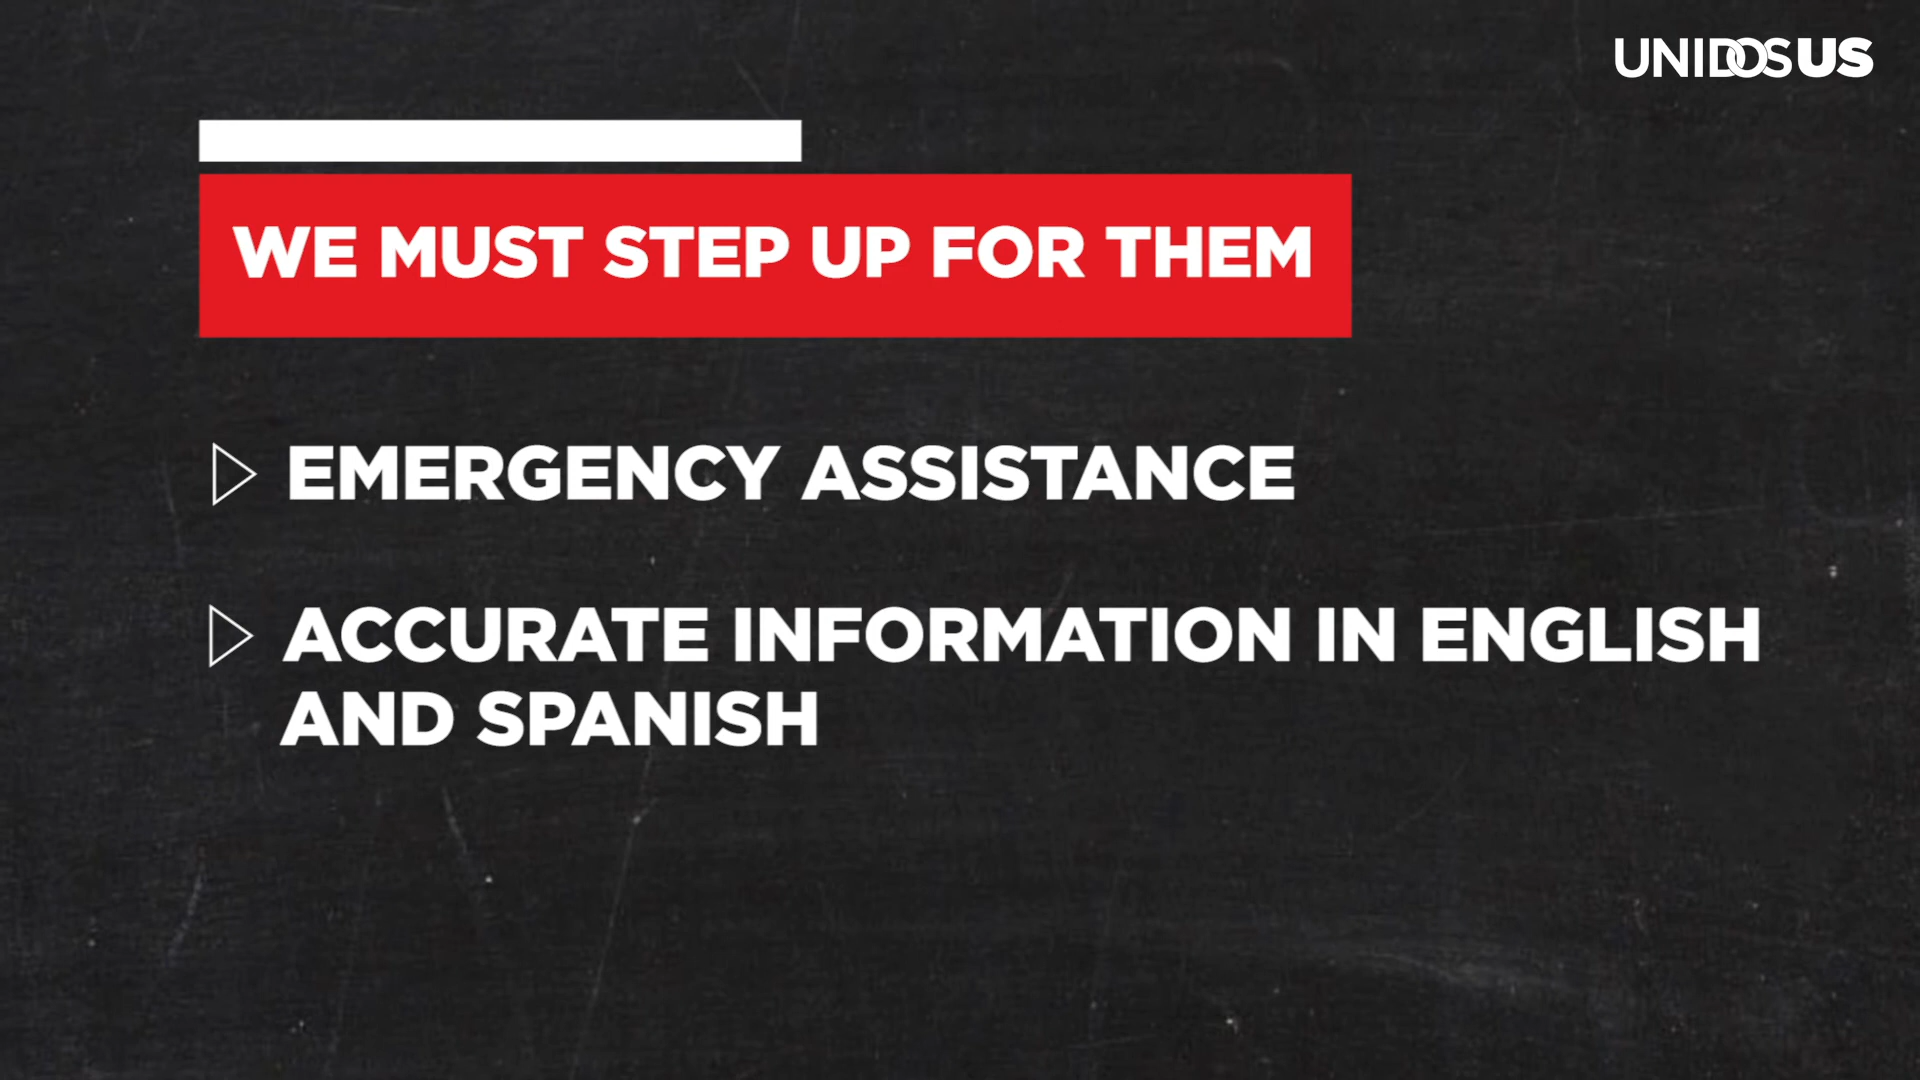 UNIDOSUS
WE MUST STEP UP FOR THEM
EMERGENCY ASSISTANCE
ACCURATE INFORMATION IN ENGLISH
AND SPANISH